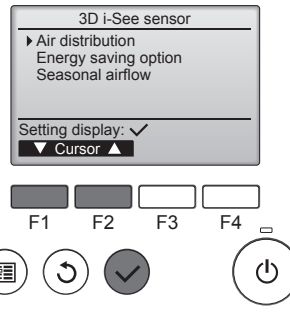 3D i-See sensor
Air distribution
Energy saving option
Seasonal airflow
Setting display:
Cursor
F1 F2 F3 F4